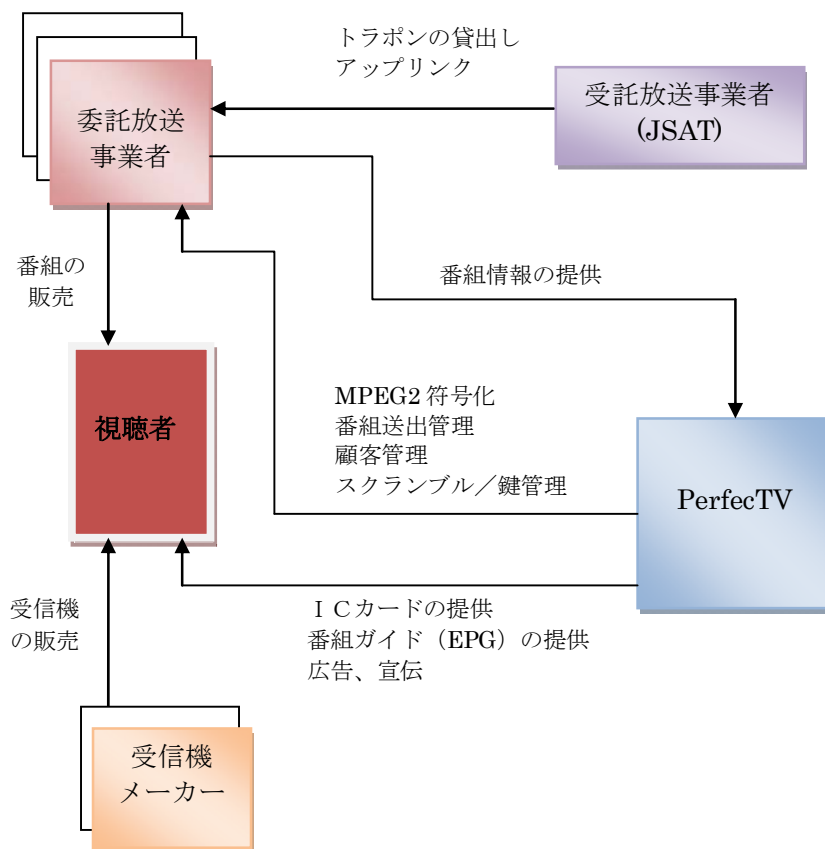 トラポンの貸出し
アップリンク
委託放送
事業者
受託放送事業者
(JSAT)
番組の
販売
番組情報の提供
視聴者
MPEG2 符号化
番組送出管理
顧客管理
スクランブル／鍵管理
PerfecTV
受信機
の販売
ＩＣカードの提供
番組ガイド（EPG）の提供
広告、宣伝
受信機
メーカー